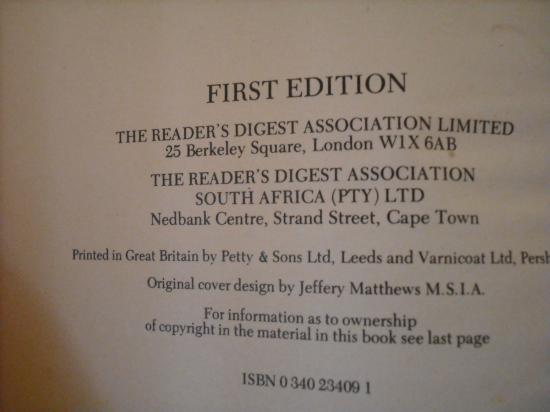 FIRST EDITION
THE READER'S DIGEST ASSOCIATION LIMITED
25 Berkeley Square, London W1X 6AB
THE READER'S DIGEST ASSOCIATION
SOUTH AFRICA (PTY) LTD
Nedbank Centre, Strand Street, Cape Town
Printed in Great Britain by Petty & Sons Ltd, Leeds and Varnicoat Ltd,
Original cover design by Jeffery Matthews M.S.I.A.
For information as to ownership
of copyright in the material in this book see last page
ISBN 0 340 23409 1